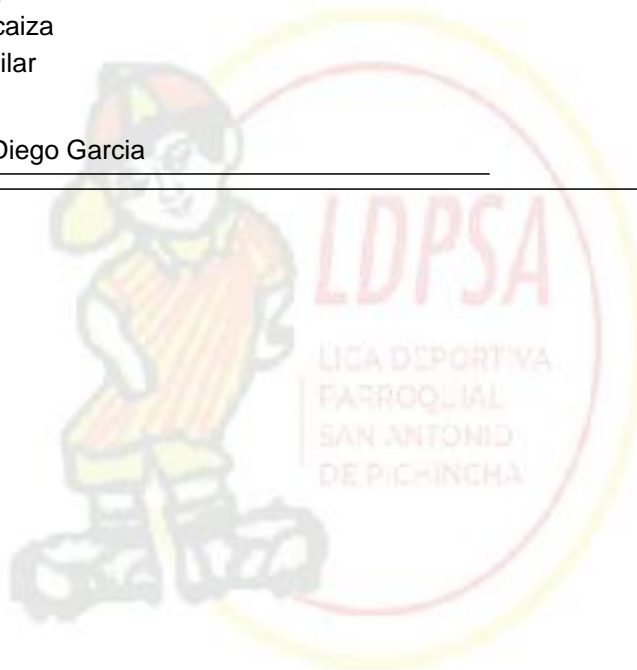 caiza
ilar
Diego Garcia
LDPSA
LIGA DEPORTIVA
PARROQUIAL
SAN ANTONIO
DE PICHINCHA